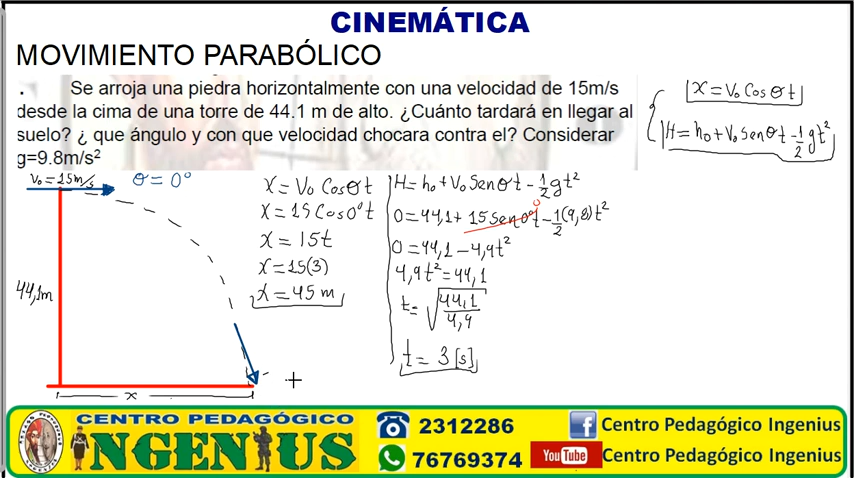 CINEMÁTICA
MOVIMIENTO PARABÓLICO
. Se arroja una piedra horizontalmente con una velocidad de 15m/s
desde la cima de una torre de 44.1 m de alto. ¿Cuánto tardará en llegar al
suelo? ¿ que ángulo y con que velocidad chocara contra el? Considerar
g=9.8m/s²
X = V₀ Cos θ t
H = h₀ + V₀ Sen θ t - 1/2 g t²
V₀ = 15 m/s
θ = 0°
44,1m
x
X = V₀ Cos θ t
X = 15 Cos 0° t
X = 15t
X = 15(3)
X = 45 m
H = h₀ + V₀ Sen θ t - 1/2 g t²
0 = 44,1 + 15 Sen 0° t - 1/2 (9,8) t²
0
0 = 44,1 - 4,9t²
4,9t² = 44,1
t = √44,1/4,9
t = 3 [s]
CENTRO PEDAGÓGICO
INGENIUS
2312286
76769374
f Centro Pedagógico Ingenius
YouTube Centro Pedagógico Ingenius